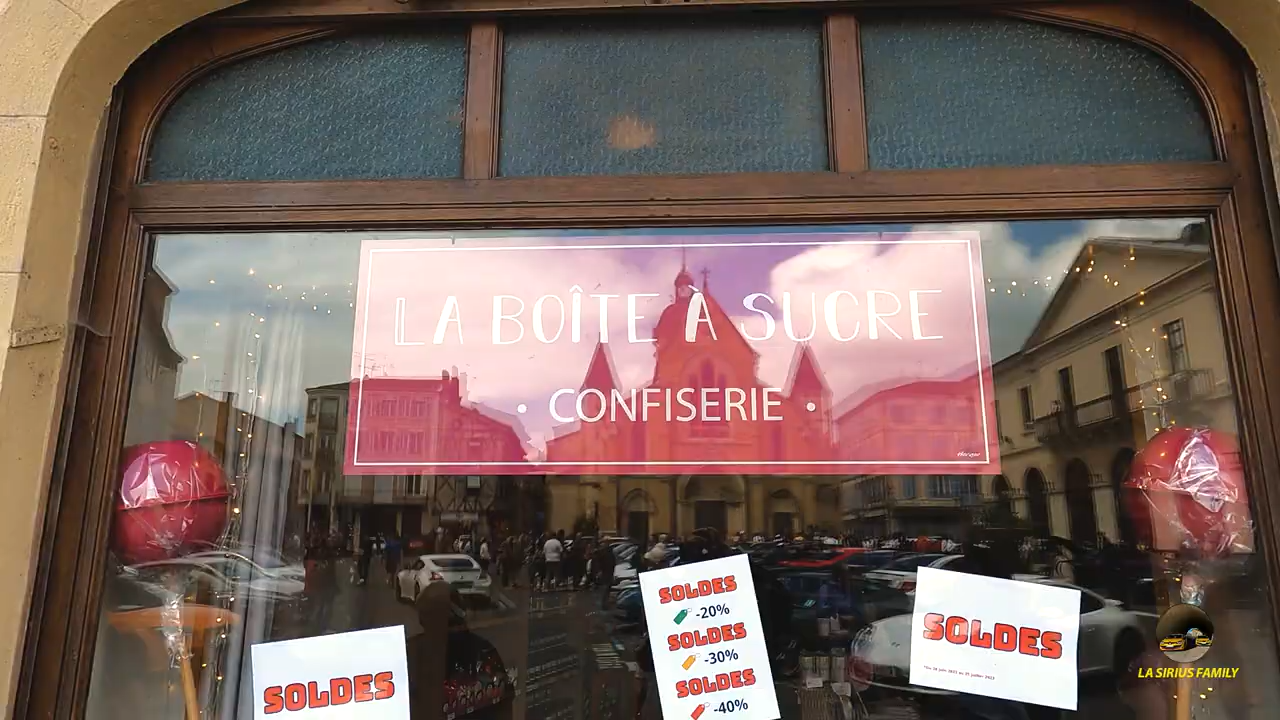 LA BOÎTE À SUCRE
• CONFISERIE •
SOLDES
-20%
SOLDES
-30%
SOLDES
-40%
SOLDES
SOLDES
LA SIRIUS FAMILY